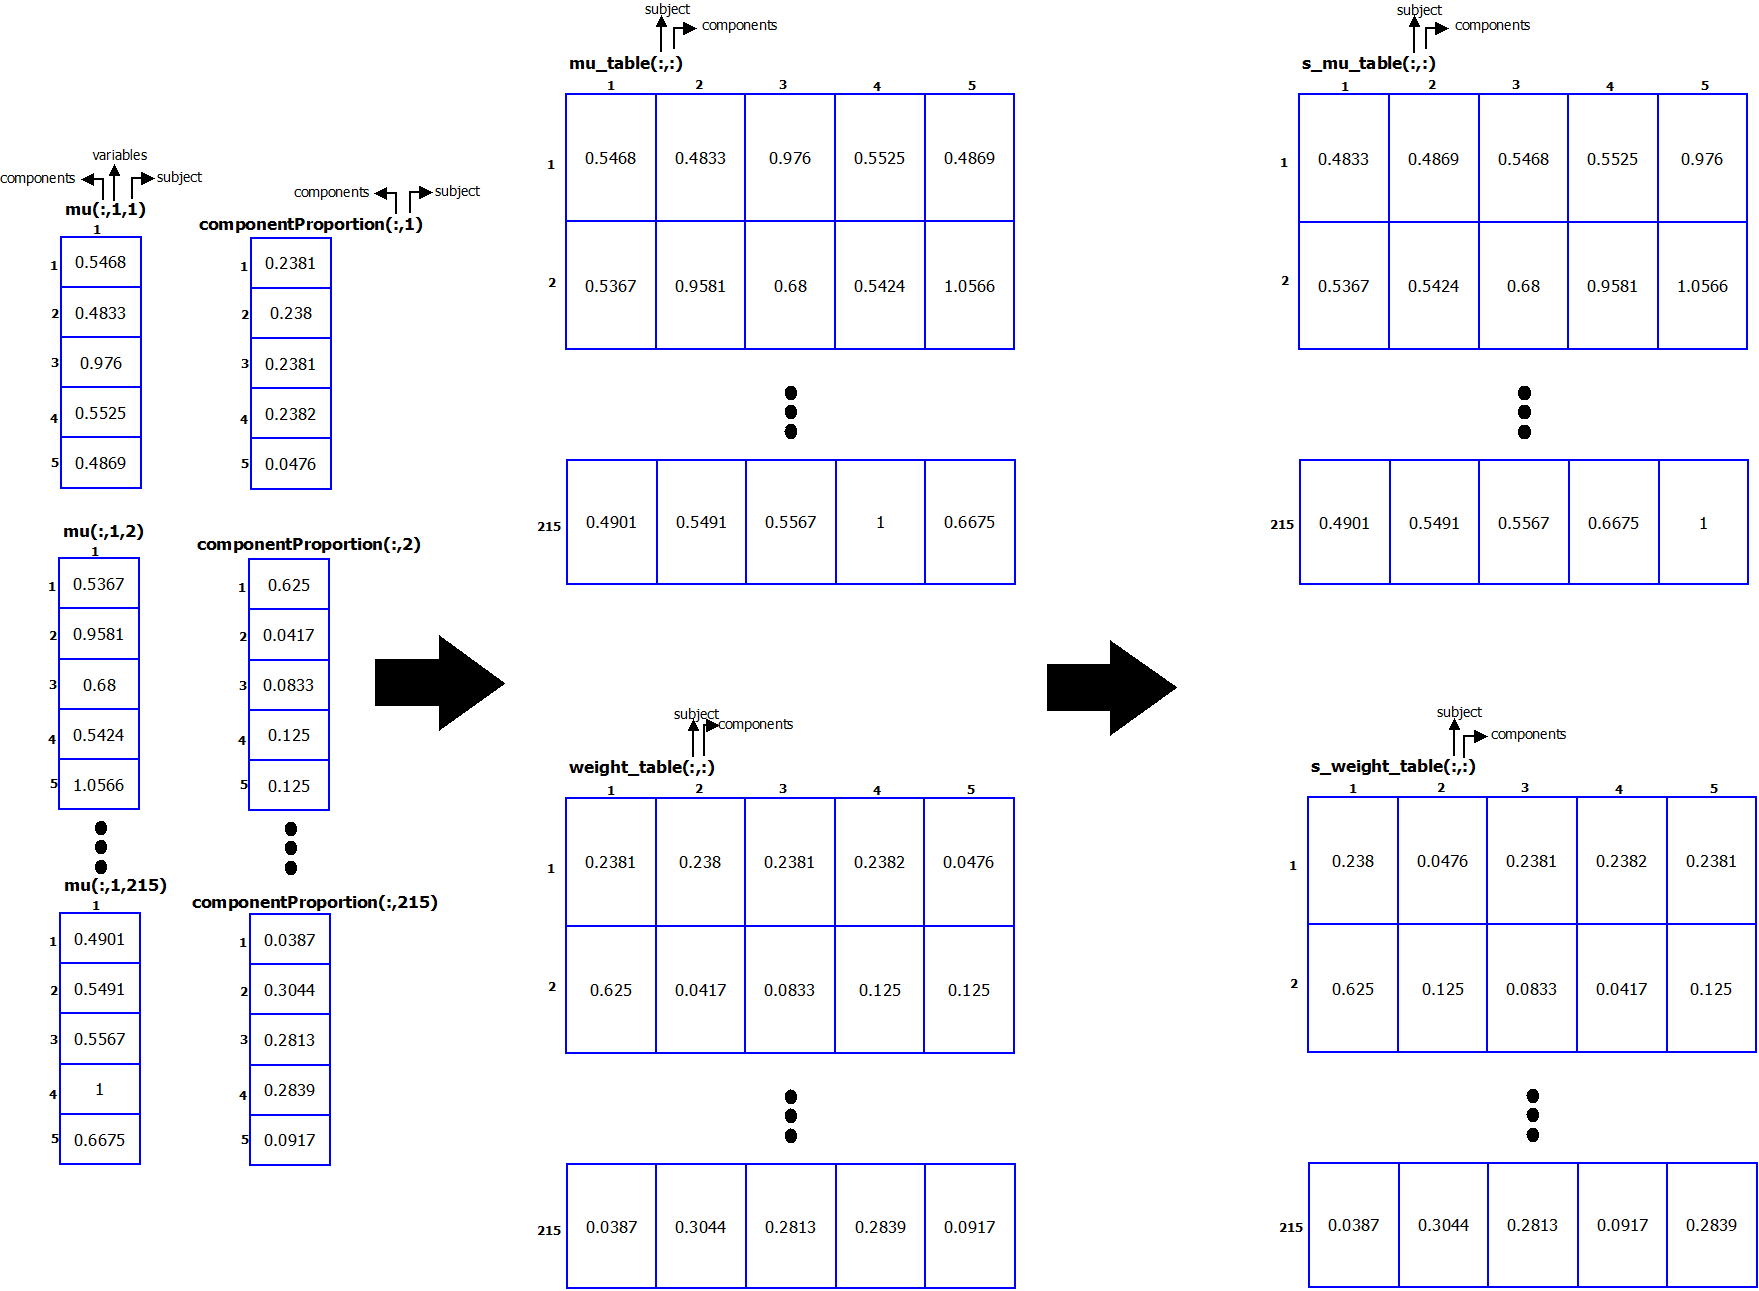 variables
components subject
mu(:,1,1)
1
1 0.5468
2 0.4833
3 0.976
4 0.5525
5 0.4869
components subject
componentProportion(:,1)
1 0.2381
2 0.238
3 0.2381
4 0.2382
5 0.0476
mu(:,1,2)
1
1 0.5367
2 0.9581
3 0.68
4 0.5424
5 1.0566
componentProportion(:,2)
1 0.625
2 0.0417
3 0.0833
4 0.125
5 0.125
mu(:,1,215)
1
1 0.4901
2 0.5491
3 0.5567
4 1
5 0.6675
componentProportion(:,215)
1 0.0387
2 0.3044
3 0.2813
4 0.2839
5 0.0917
subject
components
mu_table(:,:)
1 2 3 4 5
1 0.5468 0.4833 0.976 0.5525 0.4869
2 0.5367 0.9581 0.68 0.5424 1.0566
215 0.4901 0.5491 0.5567 1 0.6675
subject
components
weight_table(:,:)
1 2 3 4 5
1 0.2381 0.238 0.2381 0.2382 0.0476
2 0.625 0.0417 0.0833 0.125 0.125
215 0.0387 0.3044 0.2813 0.2839 0.0917
subject
components
s_mu_table(:,:)
1 2 3 4 5
1 0.4833 0.4869 0.5468 0.5525 0.976
2 0.5367 0.5424 0.68 0.9581 1.0566
215 0.4901 0.5491 0.5567 0.6675 1
subject
components
s_weight_table(:,:)
1 2 3 4 5
1 0.238 0.0476 0.2381 0.2382 0.2381
2 0.625 0.125 0.0833 0.0417 0.125
215 0.0387 0.3044 0.2813 0.0917 0.2839